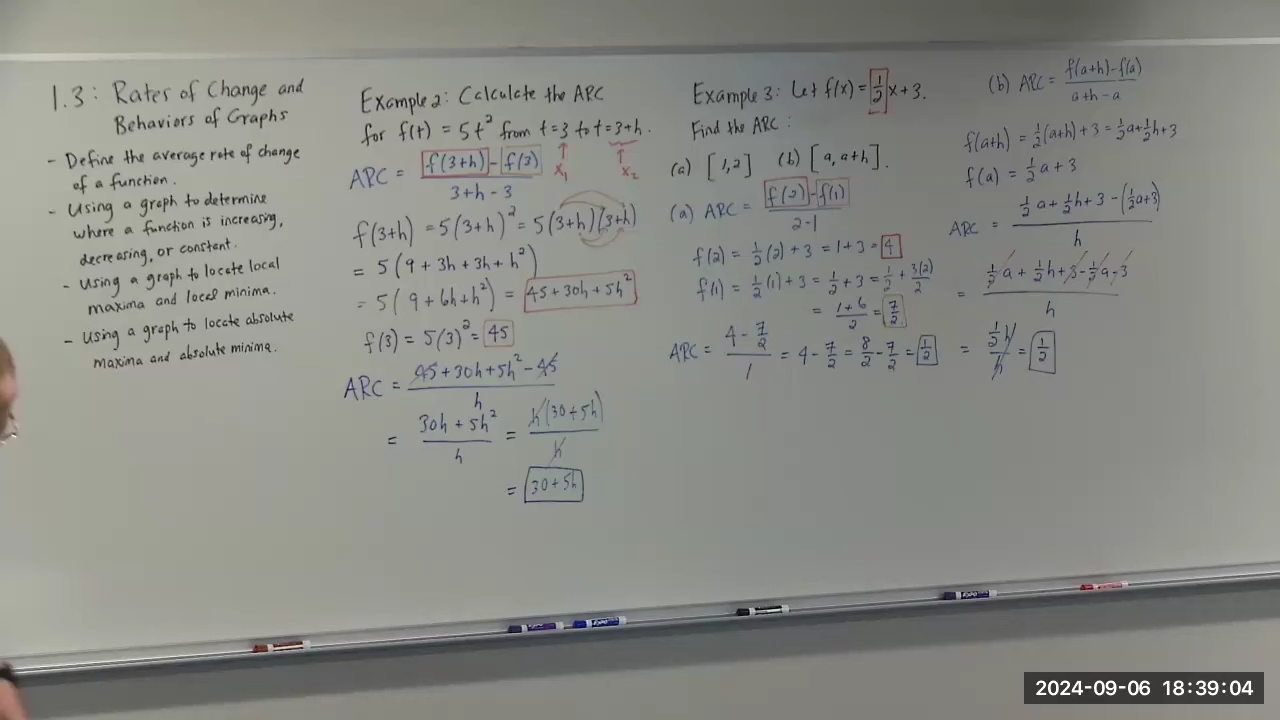 1.3: Rates of Change and
Behaviors of Graphs
- Define the average rate of change
of a function.
- Using a graph to determine
where a function is increasing,
decreasing, or constant.
- Using a graph to locate local
maxima and local minima.
- Using a graph to locate absolute
maxima and absolute minima.
Example 2: Calculate the ARC
for f(t) = 5t² from t=3 to t=3+h.
ARC = (f(3+h) - f(3)) / (3+h-3)
x₁ x₂
f(3+h) = 5(3+h)² = 5(3+h)(3+h)
= 5(9+3h+3h+h²)
= 5(9+6h+h²) = 45+30h+5h²
f(3) = 5(3)² = 45
ARC = (45+30h+5h²-45) / h
= (30h+5h²) / h = h(30+5h) / h
= 30+5h
Example 3: Let f(x) = 1/2 x+3.
Find the ARC:
(a) [1,2] (b) [a, a+h].
(a) ARC = (f(2)-f(1)) / (2-1)
f(2) = 1/2(2)+3 = 1+3 = 4
f(1) = 1/2(1)+3 = 1/2+3 = 1/2+3(2)/2
= (1+6)/2 = 7/2
ARC = (4-7/2) / 1 = 4-7/2 = 8/2-7/2 = 1/2
(b) ARC = (f(a+h)-f(a)) / (a+h-a)
f(a+h) = 1/2(a+h)+3 = 1/2a+1/2h+3
f(a) = 1/2a+3
ARC = (1/2a+1/2h+3-(1/2a+3)) / h
= (1/2a+1/2h+3-1/2a-3) / h
= 1/2h / h = 1/2
EXPO
2024-09-06 18:39:04